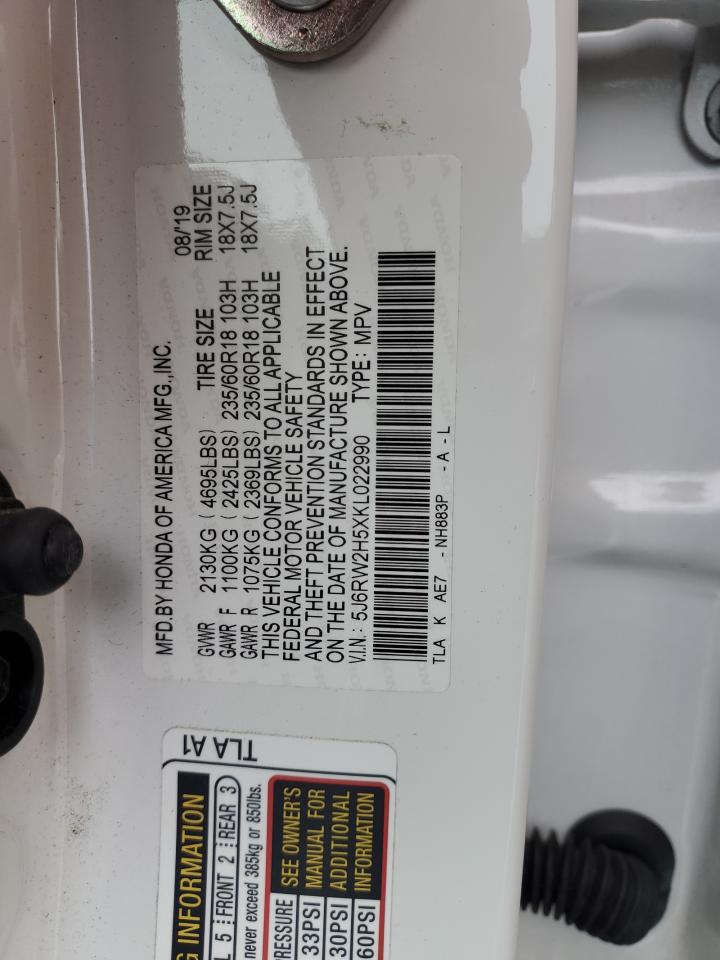 MFD.BY HONDA OF AMERICA MFG.,INC. 08/'19
GVWR 2130KG ( 4695LBS) TIRE SIZE RIM SIZE
GAWR F 1100KG ( 2425LBS) 235/60R18 103H 18X7.5J
GAWR R 1075KG ( 2369LBS) 235/60R18 103H 18X7.5J
THIS VEHICLE CONFORMS TO ALL APPLICABLE
FEDERAL MOTOR VEHICLE SAFETY
AND THEFT PREVENTION STANDARDS IN EFFECT
ON THE DATE OF MANUFACTURE SHOWN ABOVE.
V.I.N.: 5J6RW2H5XKL022990 TYPE: MPV
TLA K AE7 - NH883P - A - L
TLA A1
INFORMATION
5 FRONT 2 REAR 3
never exceed 385kg or 850lbs.
SEE OWNER'S
MANUAL FOR
ADDITIONAL
INFORMATION
33PSI
30PSI
60PSI